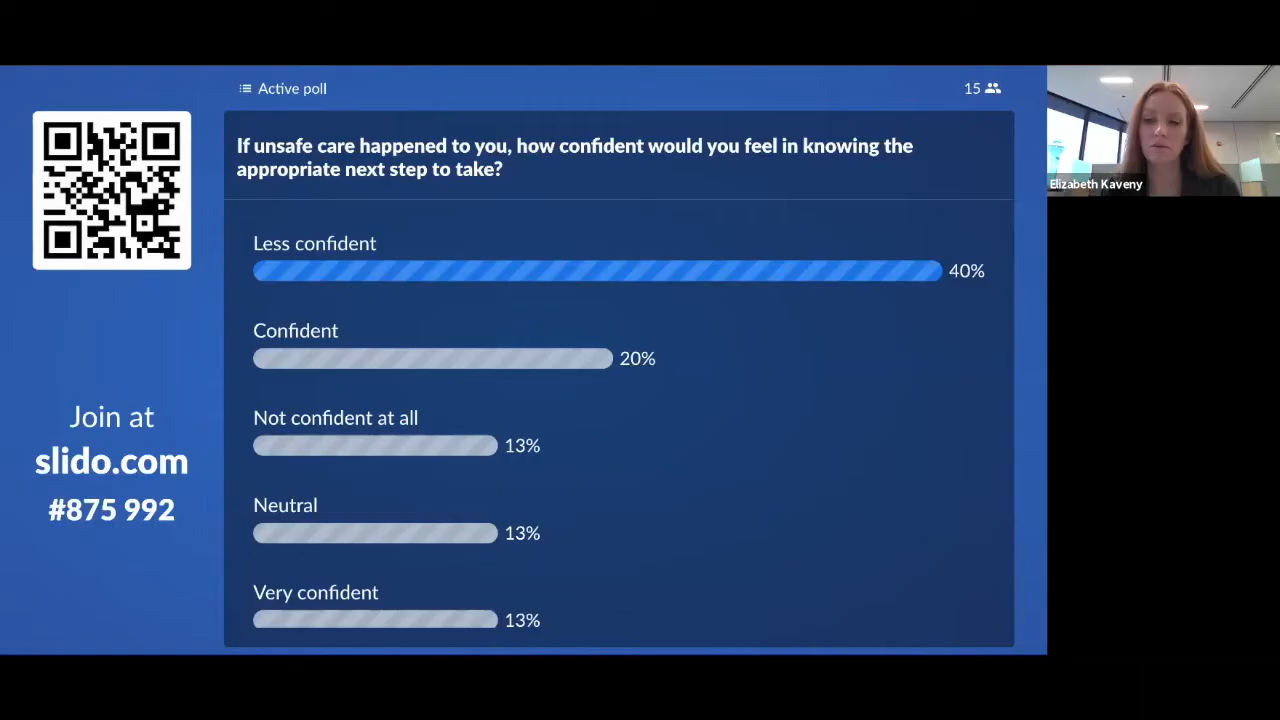 Active poll
15
If unsafe care happened to you, how confident would you feel in knowing the
appropriate next step to take?
Less confident
40%
Confident
20%
Not confident at all
13%
Neutral
13%
Very confident
13%
Join at
slido.com
#875 992
Elizabeth Kaveny